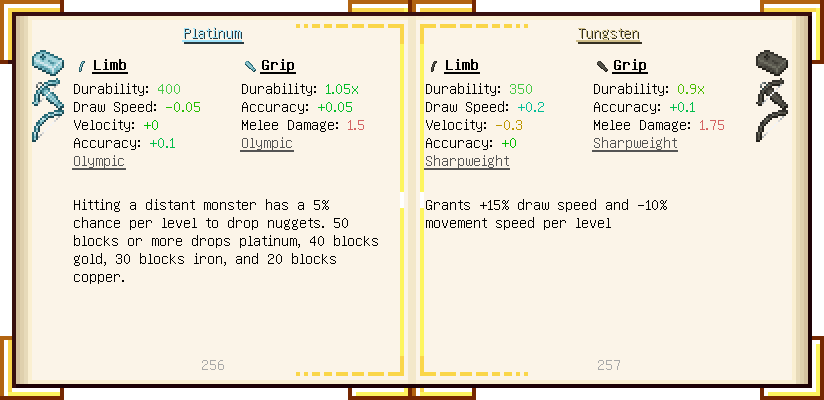 Platinum
Limb
Durability: 400
Draw Speed: -0.05
Velocity: +0
Accuracy: +0.1
Olympic
Grip
Durability: 1.05x
Accuracy: +0.05
Melee Damage: 1.5
Olympic
Hitting a distant monster has a 5%
chance per level to drop nuggets. 50
blocks or more drops platinum, 40 blocks
gold, 30 blocks iron, and 20 blocks
copper.
256
Tungsten
Limb
Durability: 350
Draw Speed: +0.2
Velocity: -0.3
Accuracy: +0
Sharpweight
Grip
Durability: 0.9x
Accuracy: +0.1
Melee Damage: 1.75
Sharpweight
Grants +15% draw speed and -10%
movement speed per level
257